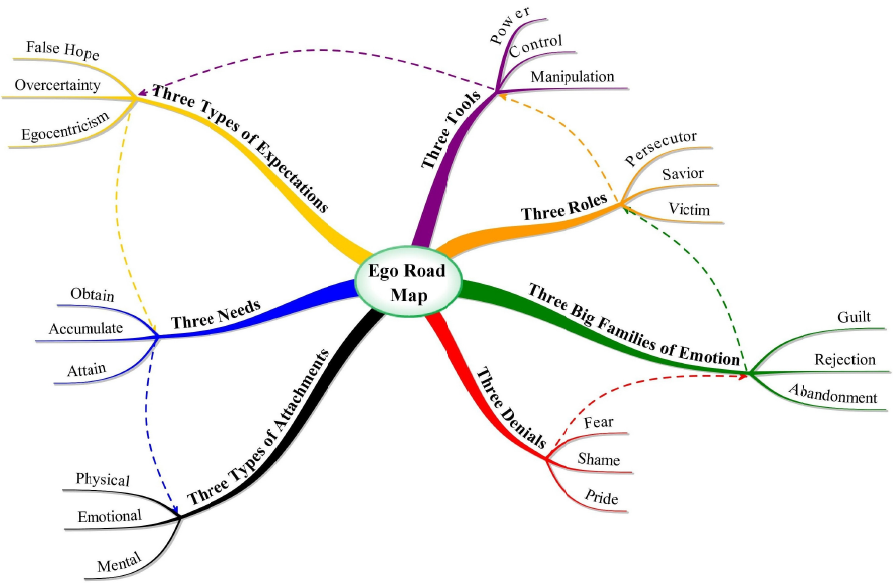 Ego Road
Map
Three Tools
Power
Control
Manipulation
Three Roles
Persecutor
Savior
Victim
Three Big Families of Emotion
Guilt
Rejection
Abandonment
Three Denials
Fear
Shame
Pride
Three Types of Attachments
Physical
Emotional
Mental
Three Needs
Obtain
Accumulate
Attain
Three Types of Expectations
False Hope
Overcertainty
Egocentricism